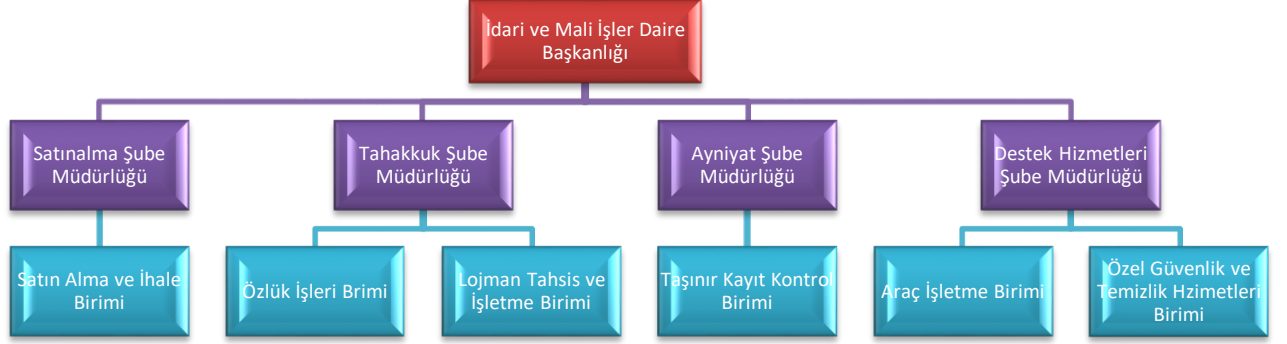 İdari ve Mali İşler Daire
Başkanlığı
Satınalma Şube
Müdürlüğü
Tahakkuk Şube
Müdürlüğü
Ayniyat Şube
Müdürlüğü
Destek Hizmetleri
Şube Müdürlüğü
Satın Alma ve İhale
Birimi
Özlük İşleri Brimi
Lojman Tahsis ve
İşletme Birimi
Taşınır Kayıt Kontrol
Birimi
Araç İşletme Birimi
Özel Güvenlik ve
Temizlik Hzimetleri
Birimi